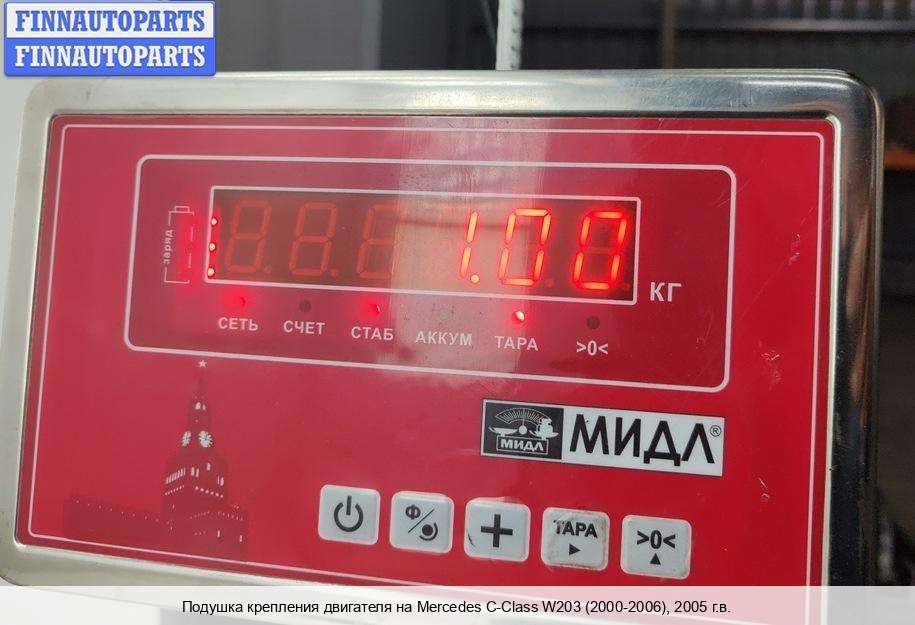 FINNAUTOPARTS
FINNAUTOPARTS
заряд
1.00
КГ
СЕТЬ СЧЕТ СТАБ АККУМ ТАРА >0<
МИДЛ МИДЛ®
Ф/ + ТАРА >0<
Подушка крепления двигателя на Mercedes C-Class W203 (2000-2006), 2005 г.в.